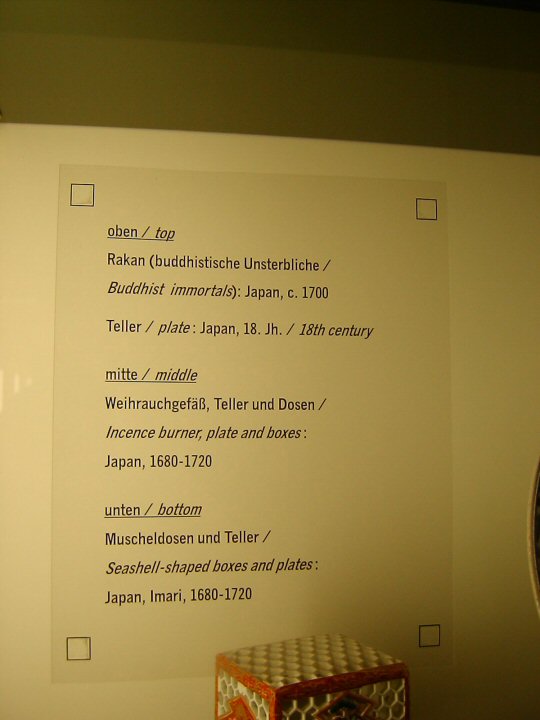 oben / top
Rakan (buddhistische Unsterbliche /
Buddhist immortals): Japan, c. 1700
Teller / plate: Japan, 18. Jh. / 18th century
mitte / middle
Weihrauchgefäß, Teller und Dosen /
Incence burner, plate and boxes:
Japan, 1680-1720
unten / bottom
Muscheldosen und Teller /
Seashell-shaped boxes and plates:
Japan, Imari, 1680-1720